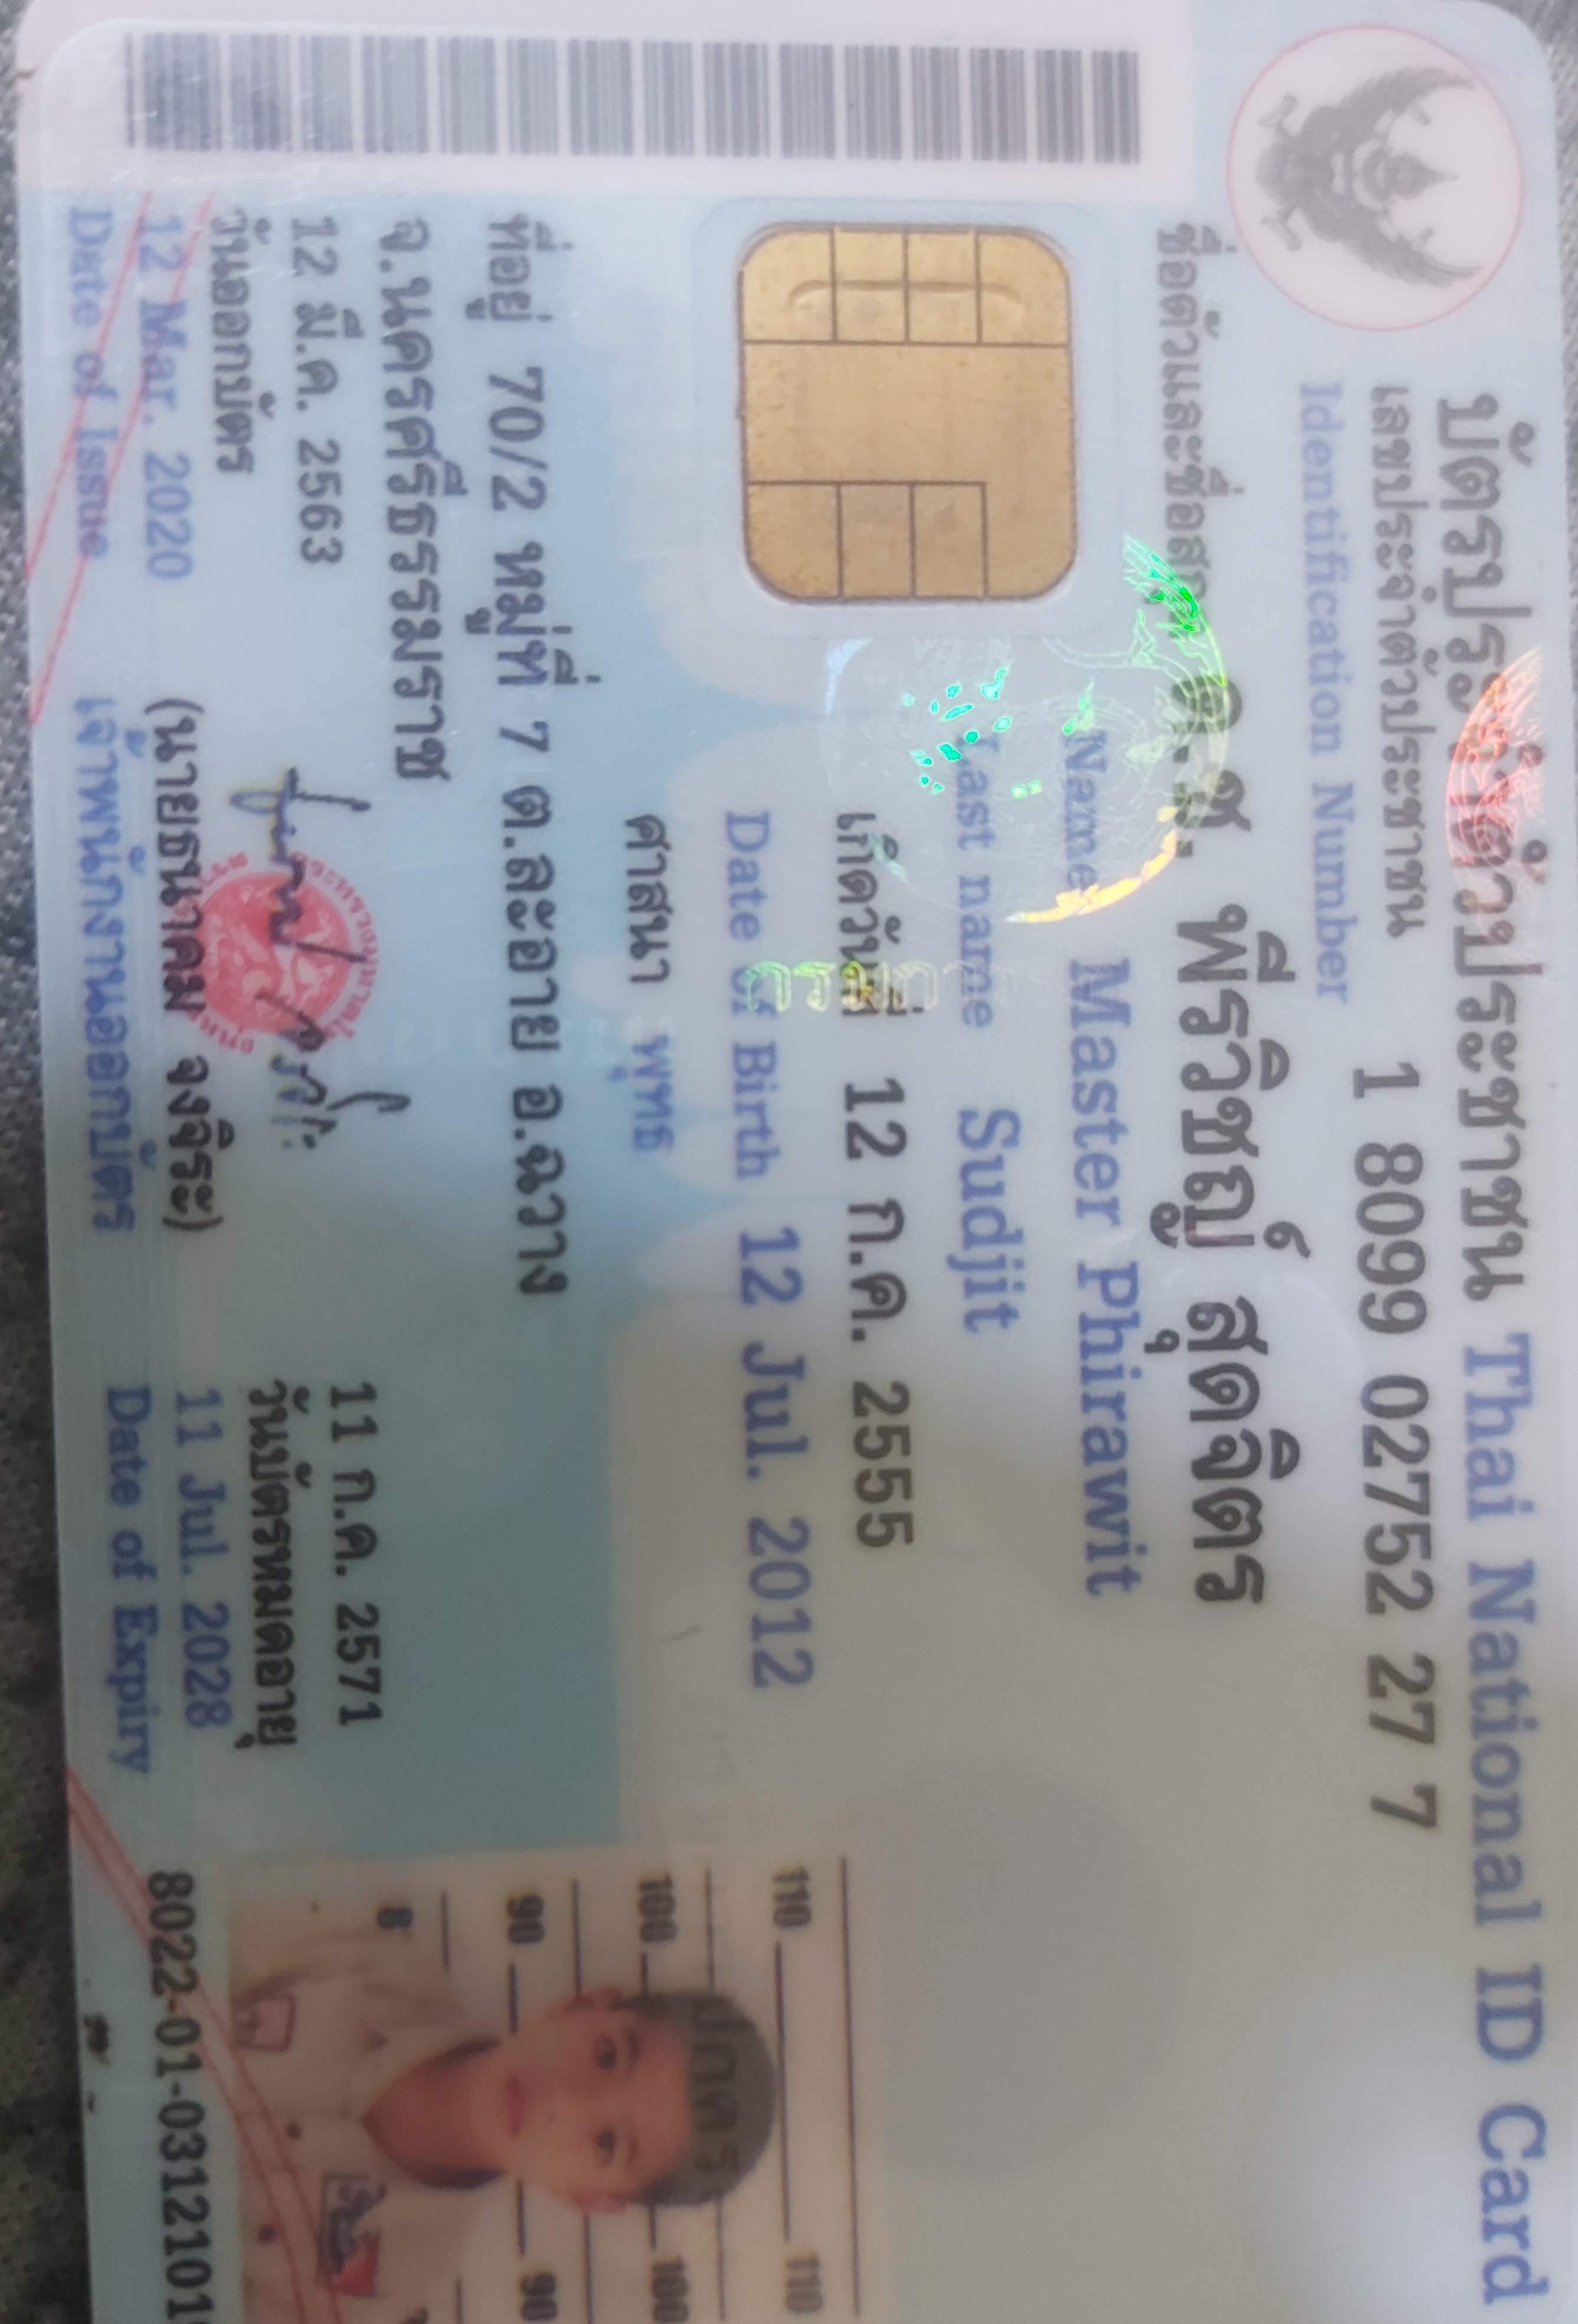 บัตรประจำตัวประชาชน Thai National ID Card
เลขประจำตัวประชาชน 1 8099 02752 27 7
Identification Number
ชื่อตัวและชื่อสกุล ด.ช. พีรวิชญ์ สุดจิตร
Name Master Phirawit
Last name Sudjit
เกิดวันที่ 12 ก.ค. 2555
Date of Birth 12 Jul. 2012
ศาสนา พุทธ
ที่อยู่ 70/2 หมู่ที่ 7 ต.ละอาย อ.ฉวาง
จ.นครศรีธรรมราช
12 มี.ค. 2563
วันออกบัตร
12 Mar. 2020
Date of Issue
(นายธนาคม จงจิระ)
เจ้าพนักงานออกบัตร
11 ก.ค. 2571
วันบัตรหมดอายุ
11 Jul. 2028
Date of Expiry
110 110
100 100
90 90
8022-01-0312101